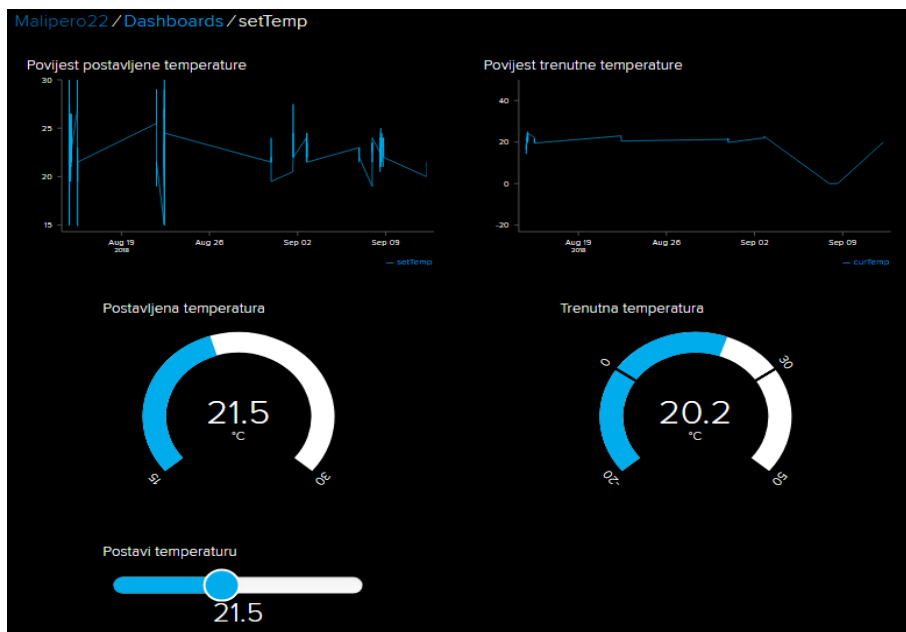 Malipero22/Dashboards/setTemp
Povijest postavljene temperature
30
25
20
15
Aug 19
2018
Aug 26
Sep 02
Sep 09
— setTemp
Povijest trenutne temperature
40
20
0
-20
Aug 19
2018
Aug 26
Sep 02
Sep 09
— curTemp
Postavljena temperatura
21.5
°C
15
30
Trenutna temperatura
0
30
20.2
°C
-20
50
Postavi temperaturu
21.5